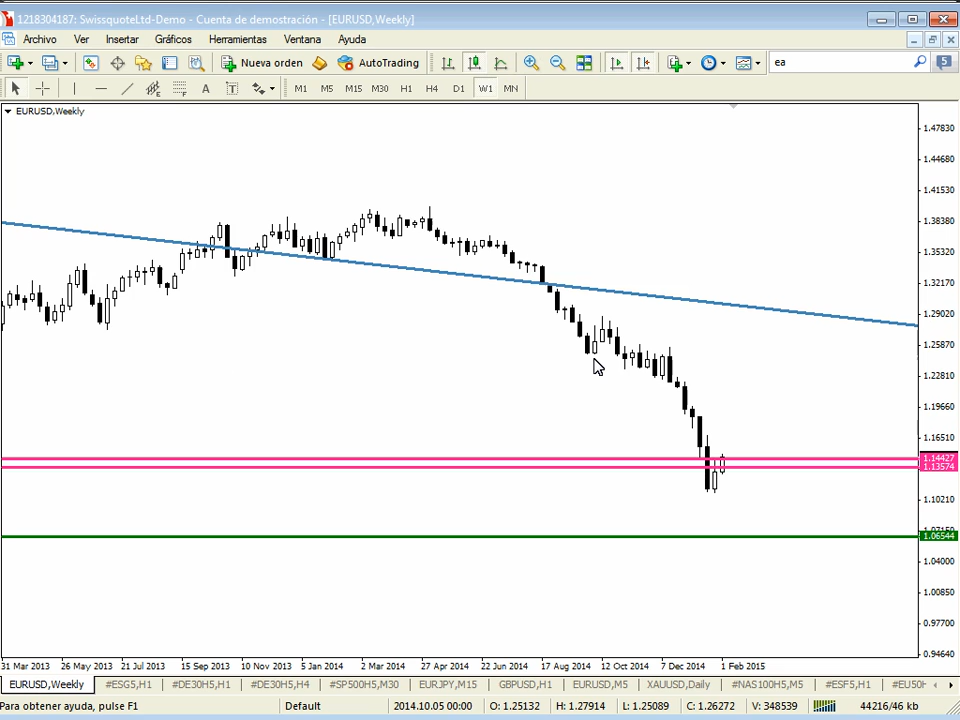 1218304187: SwissquoteLtd-Demo - Cuenta de demostración - [EURUSD,Weekly]
Archivo Ver Insertar Gráficos Herramientas Ventana Ayuda
Nueva orden AutoTrading ea 5
A T M1 M5 M15 M30 H1 H4 D1 W1 MN
EURUSD,Weekly
1.47830
1.44680
1.41530
1.38380
1.35320
1.32170
1.29020
1.25870
1.22810
1.19660
1.16510
1.14427
1.13574
1.10210
1.06544
1.04000
1.00850
0.97700
0.94640
31 Mar 2013 26 May 2013 21 Jul 2013 15 Sep 2013 10 Nov 2013 5 Jan 2014 2 Mar 2014 27 Apr 2014 22 Jun 2014 17 Aug 2014 12 Oct 2014 7 Dec 2014 1 Feb 2015
EURUSD,Weekly #ESG5,H1 #DE30H5,H1 #DE30H5,H4 #SP500H5,M30 EURJPY,M15 GBPUSD,H1 EURUSD,M5 XAUUSD,Daily #NAS100H5,M5 #ESF5,H1 #EU50H
Para obtener ayuda, pulse F1 Default 2014.10.05 00:00 O: 1.25132 H: 1.27914 L: 1.25089 C: 1.26272 V: 348539 44216/46 kb